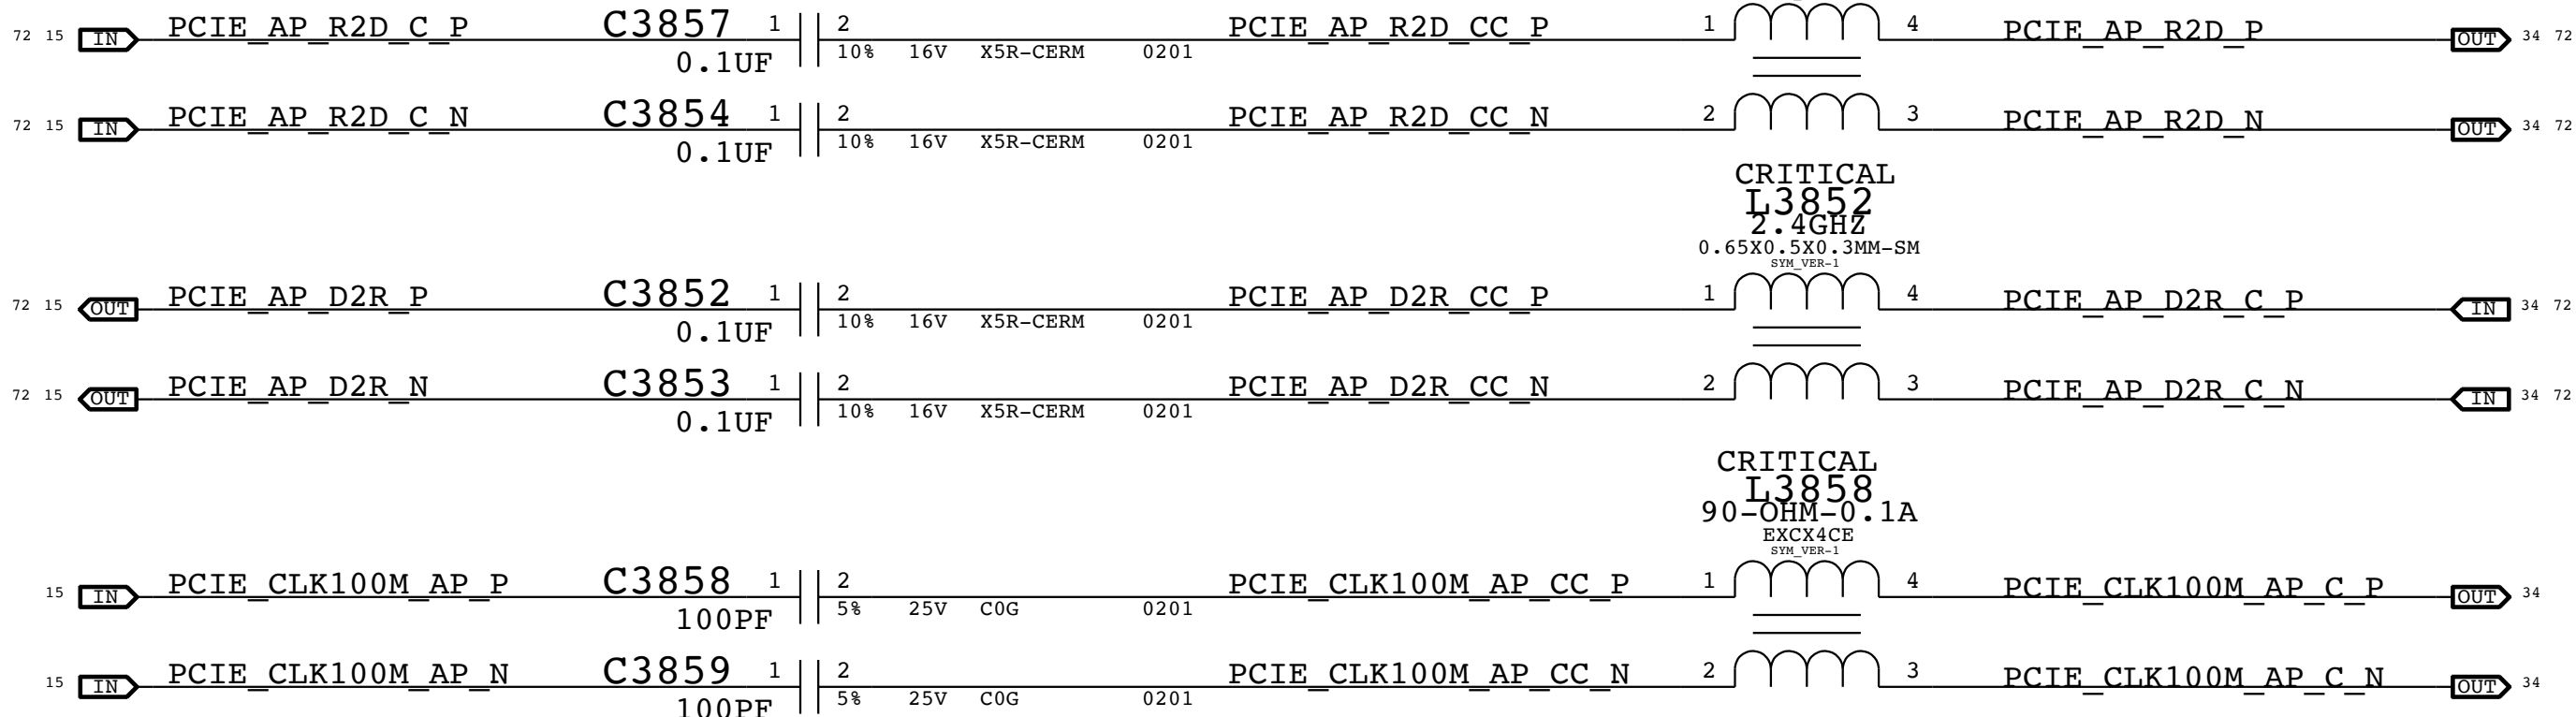 72 15 IN PCIE_AP_R2D_C_P C3857 1 2 PCIE_AP_R2D_CC_P 1 4 PCIE_AP_R2D_P OUT 34 72
0.1UF 10% 16V X5R-CERM 0201
72 15 IN PCIE_AP_R2D_C_N C3854 1 2 PCIE_AP_R2D_CC_N 2 3 PCIE_AP_R2D_N OUT 34 72
0.1UF 10% 16V X5R-CERM 0201
CRITICAL
L3852
2.4GHZ
0.65X0.5X0.3MM-SM
SYM_VER-1
72 15 OUT PCIE_AP_D2R_P C3852 1 2 PCIE_AP_D2R_CC_P 1 4 PCIE_AP_D2R_C_P IN 34 72
0.1UF 10% 16V X5R-CERM 0201
72 15 OUT PCIE_AP_D2R_N C3853 1 2 PCIE_AP_D2R_CC_N 2 3 PCIE_AP_D2R_C_N IN 34 72
0.1UF 10% 16V X5R-CERM 0201
CRITICAL
L3858
90-OHM-0.1A
EXCX4CE
SYM_VER-1
15 IN PCIE_CLK100M_AP_P C3858 1 2 PCIE_CLK100M_AP_CC_P 1 4 PCIE_CLK100M_AP_C_P OUT 34
100PF 5% 25V C0G 0201
15 IN PCIE_CLK100M_AP_N C3859 1 2 PCIE_CLK100M_AP_CC_N 2 3 PCIE_CLK100M_AP_C_N OUT 34
100PF 5% 25V C0G 0201